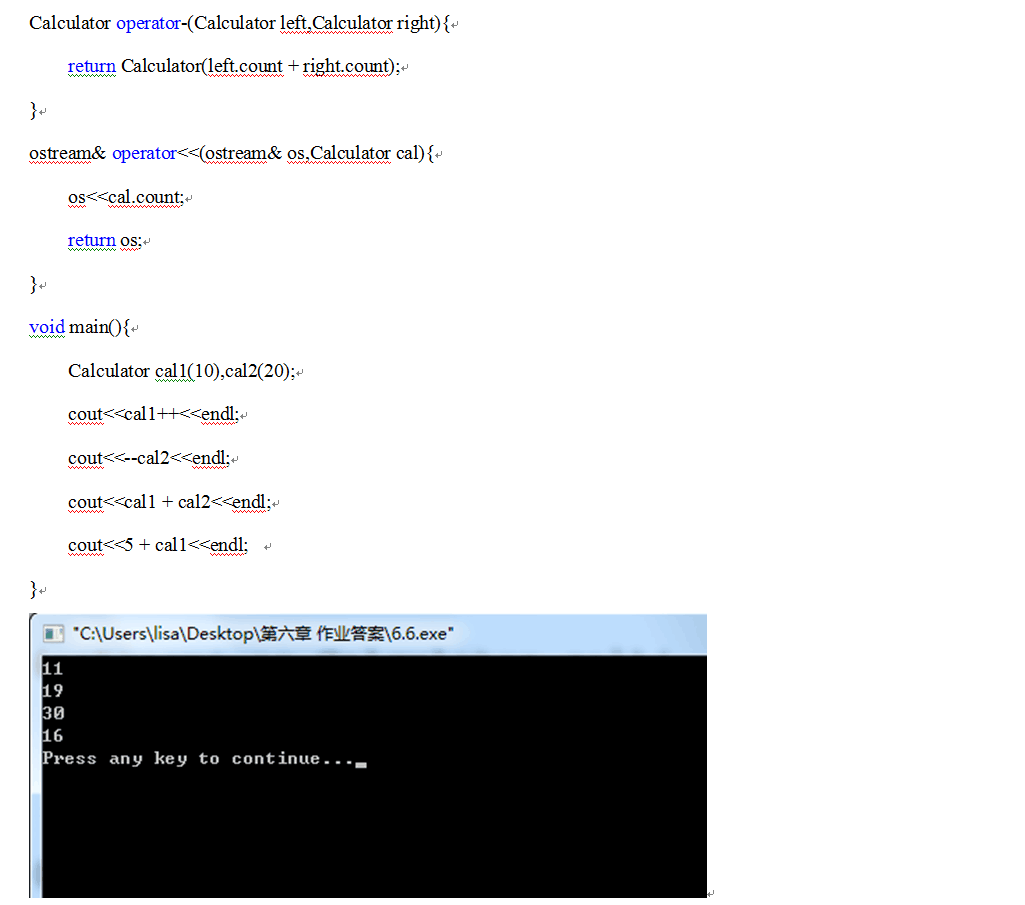 Calculator operator-(Calculator left,Calculator right){
return Calculator(left.count + right.count);
}
ostream& operator<<(ostream& os,Calculator cal){
os<<cal.count;
return os;
}
void main(){
Calculator cal1(10),cal2(20);
cout<<cal1++<<endl;
cout<<--cal2<<endl;
cout<<cal1 + cal2<<endl;
cout<<5 + cal1<<endl;
}
"C:\Users\lisa\Desktop\第六章 作业答案\6.6.exe"
11
19
30
16
Press any key to continue...